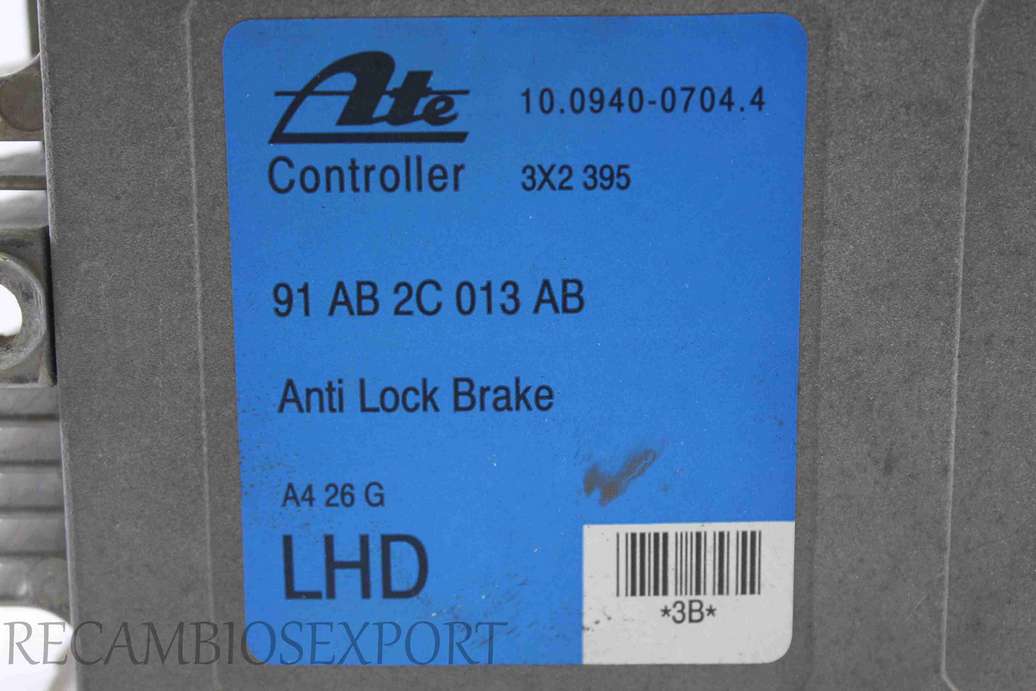 Ate 10.0940-0704.4
Controller 3X2 395
91 AB 2C 013 AB
Anti Lock Brake
A4 26 G
LHD
*3B*
RECAMBIOSEXPORT